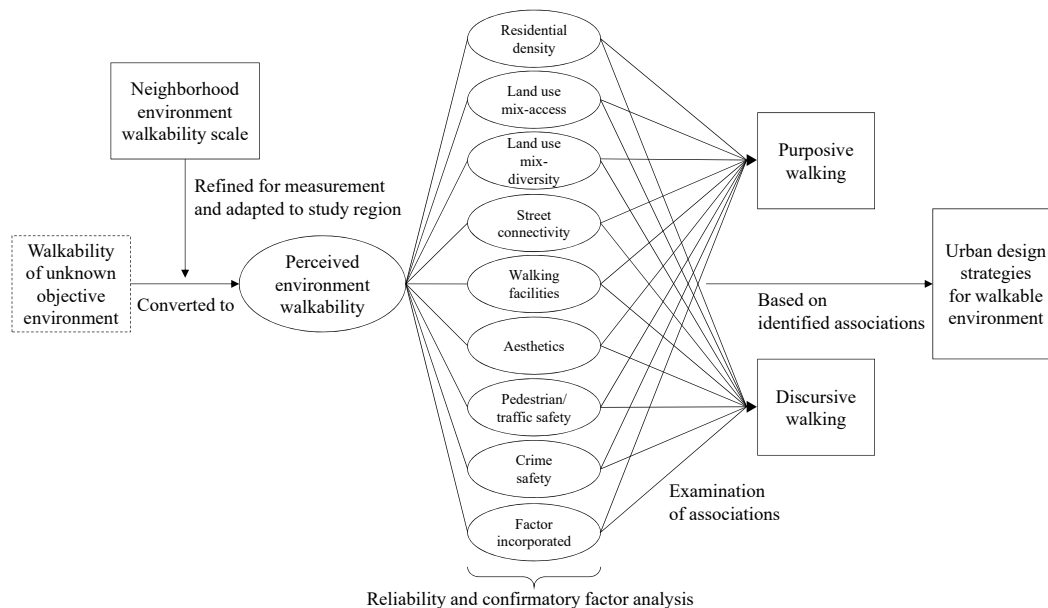 Neighborhood
environment
walkability scale
Refined for measurement
and adapted to study region
Walkability
of unknown
objective
environment
Converted to
Perceived
environment
walkability
Residential
density
Land use
mix-access
Land use
mix-
diversity
Street
connectivity
Walking
facilities
Aesthetics
Pedestrian/
traffic safety
Crime
safety
Factor
incorporated
Reliability and confirmatory factor analysis
Purposive
walking
Discursive
walking
Examination
of associations
Based on
identified associations
Urban design
strategies
for walkable
environment